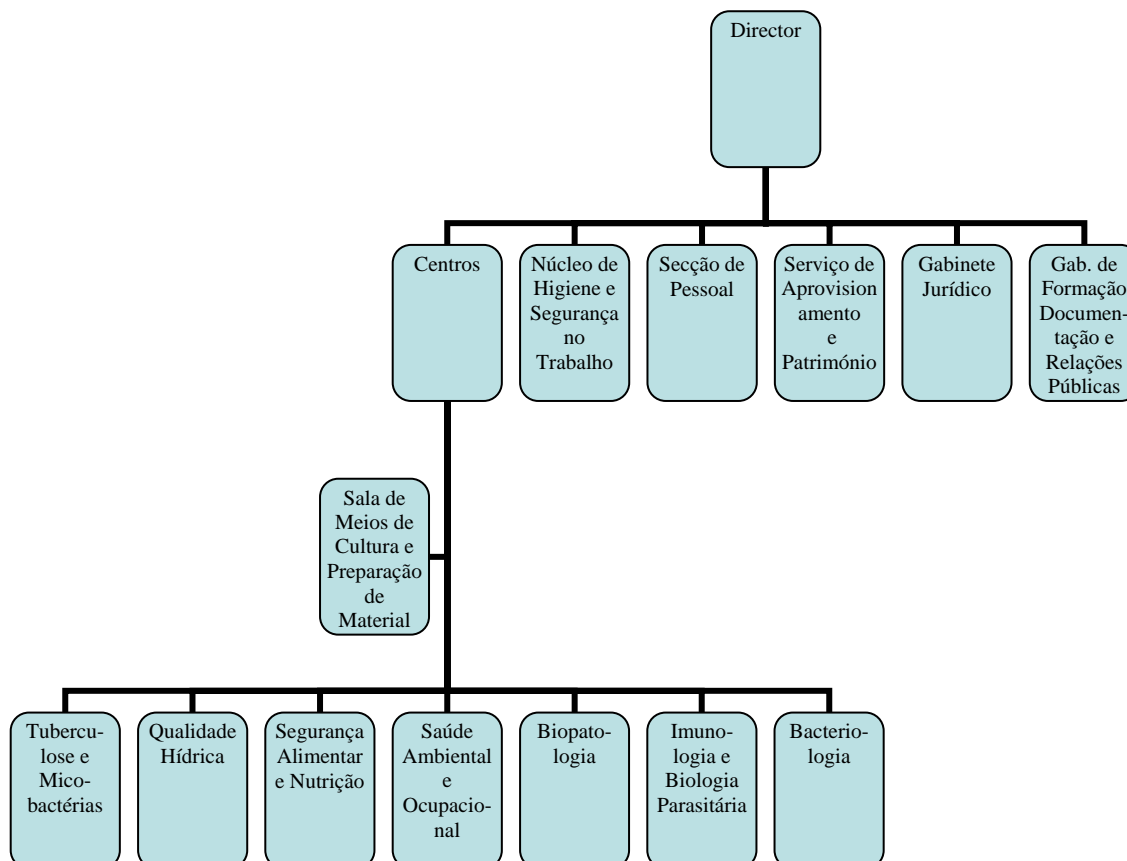 Director
Centros
Núcleo de
Higiene e
Segurança
no
Trabalho
Secção de
Pessoal
Serviço de
Aprovision
amento
e
Património
Gabinete
Jurídico
Gab. de
Formação
Documen-
tação e
Relações
Públicas
Sala de
Meios de
Cultura e
Preparação
de
Material
Tubercu-
lose e
Mico-
bactérias
Qualidade
Hídrica
Segurança
Alimentar
e Nutrição
Saúde
Ambiental
e
Ocupacio-
nal
Biopato-
logia
Imuno-
logia e
Biologia
Parasitária
Bacterio-
logia